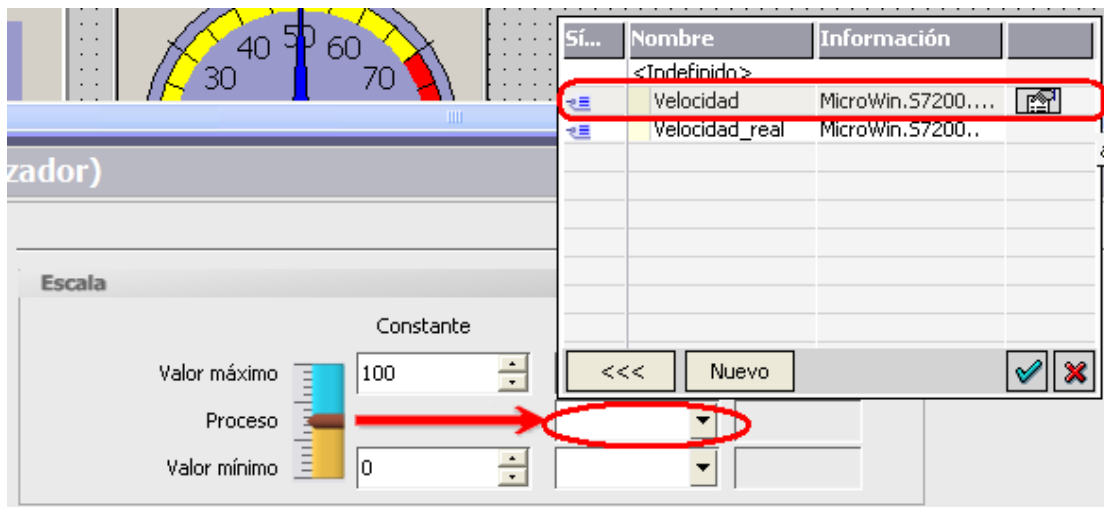 40 50 60
30 70
Sí... Nombre Información
<Indefinido>
Velocidad MicroWin.S7200....
Velocidad_real MicroWin.S7200..
zador)
Escala
Constante
Valor máximo 100
<<< Nuevo
Proceso
Valor mínimo 0